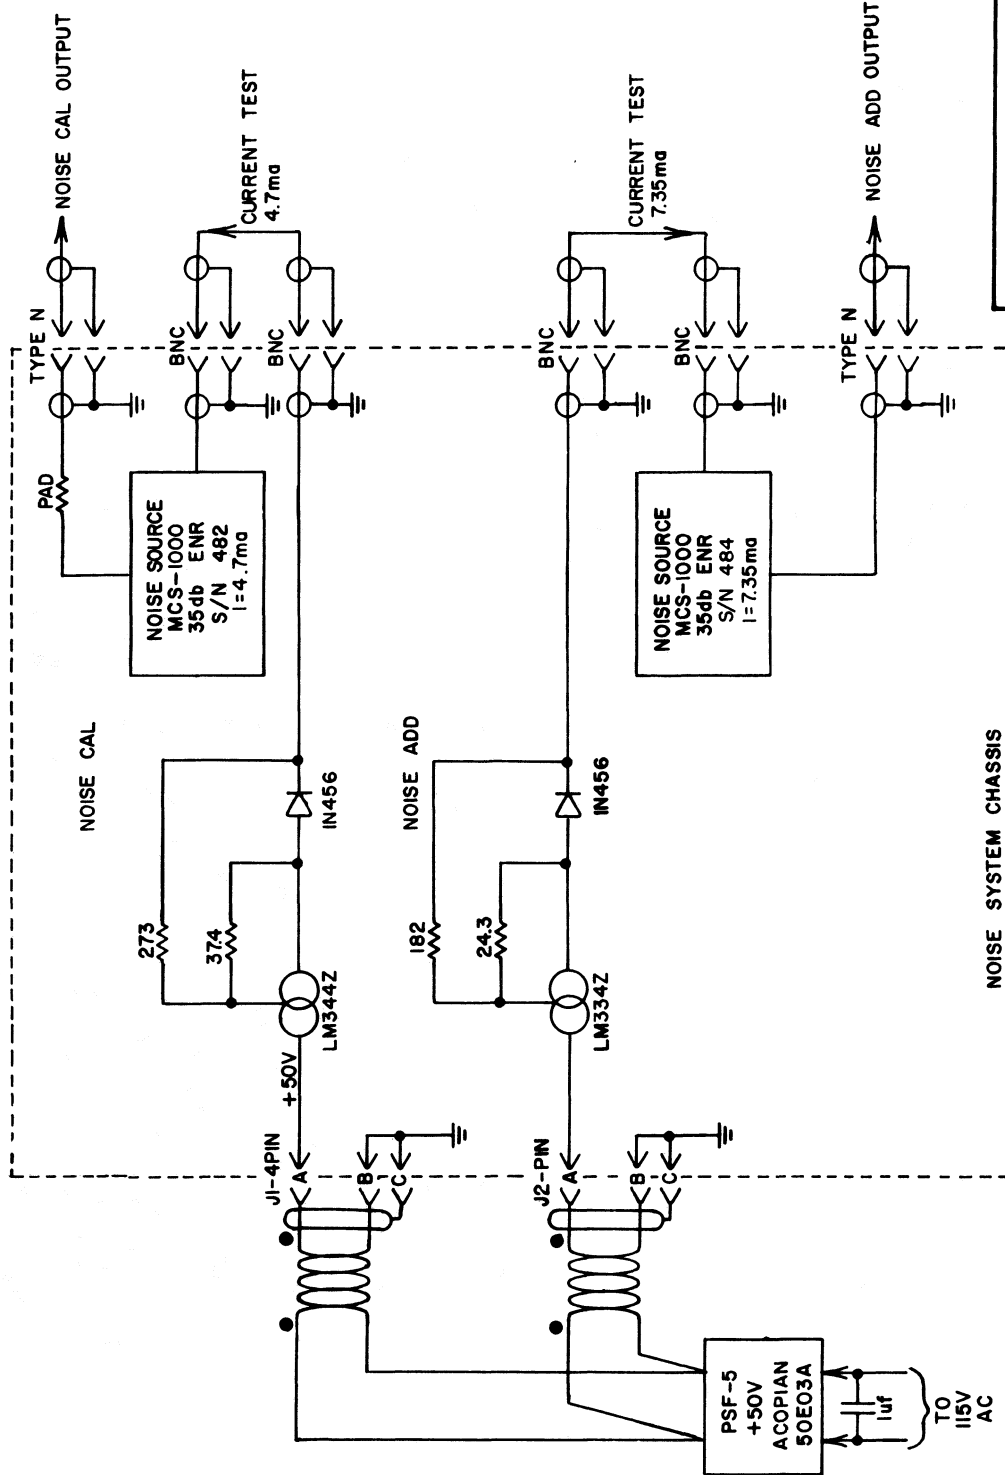 NOISE CAL OUTPUT
TYPE N
PAD
CURRENT TEST
4.7ma
BNC
BNC
NOISE SOURCE
MCS-1000
35db ENR
S/N 482
I=4.7ma
NOISE CAL
273
37.4
IN456
LM344Z
+50V
J1-4PIN
A
B
C
CURRENT TEST
7.35ma
BNC
BNC
NOISE SOURCE
MCS-1000
35db ENR
S/N 484
I=7.35ma
NOISE ADD OUTPUT
TYPE N
NOISE ADD
182
24.3
IN456
LM334Z
J2-PIN
A
B
C
PSF-5
+50V
ACOPIAN
50E03A
1uf
TO
115V
AC
NOISE SYSTEM CHASSIS